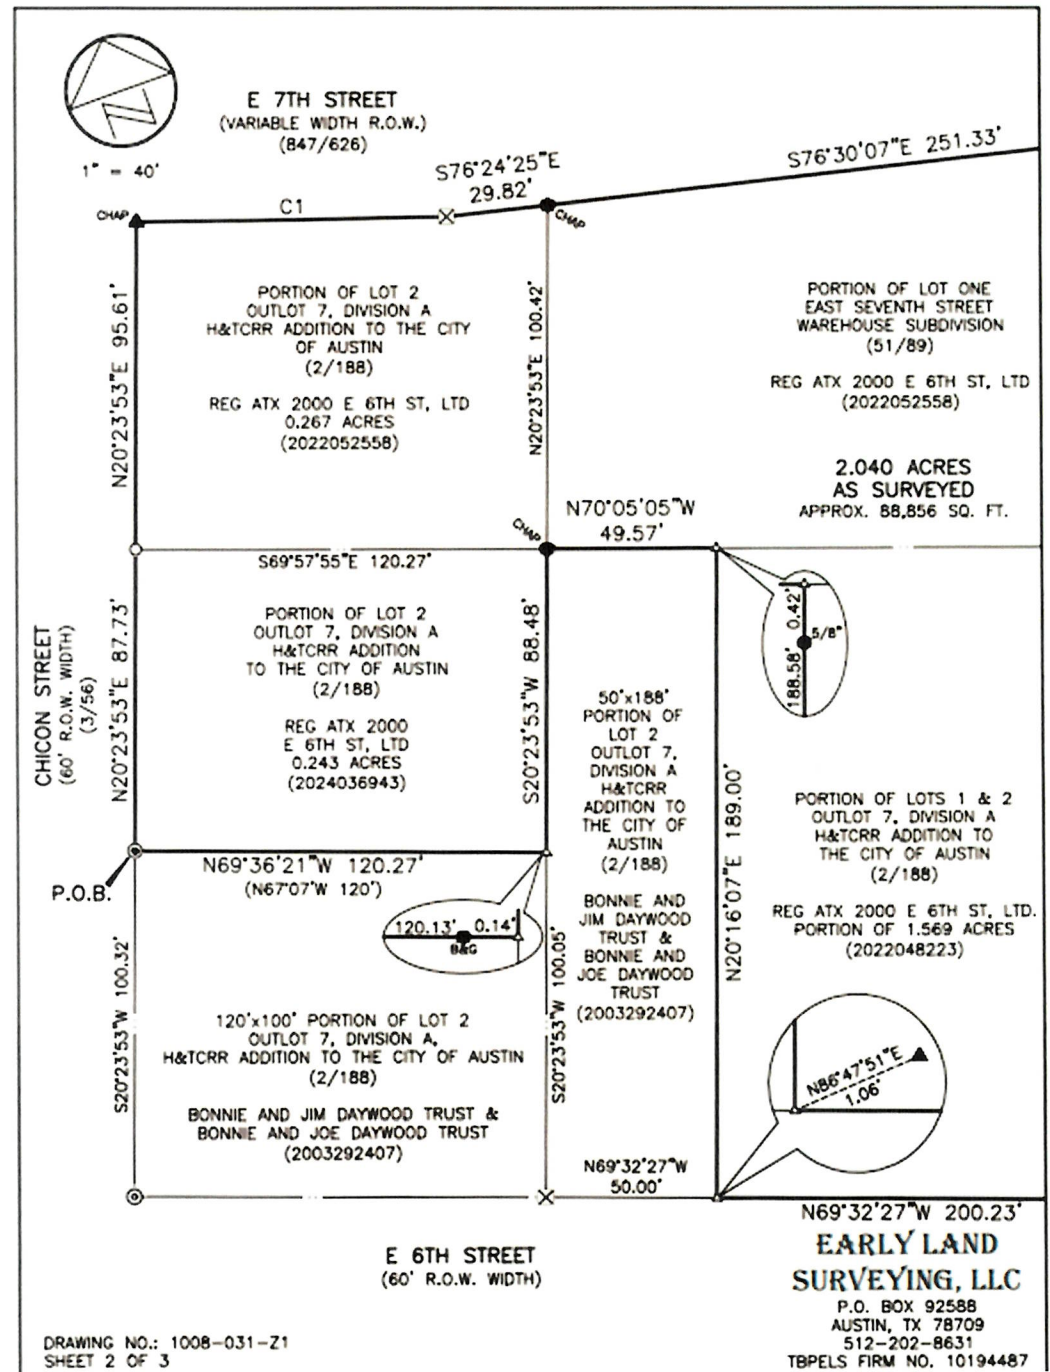 E 7TH STREET
(VARIABLE WIDTH R.O.W.)
(847/626)
N
1" = 40'
S76°24'25"E
29.82'
S76°30'07"E 251.33'
CHAP
C1
CHAP
N20°23'53"E 95.61'
PORTION OF LOT 2
OUTLOT 7, DIVISION A
H&TCRR ADDITION TO THE CITY
OF AUSTIN
(2/188)
REG ATX 2000 E 6TH ST, LTD
0.267 ACRES
(2022052558)
N20°23'53"E 100.42'
PORTION OF LOT ONE
EAST SEVENTH STREET
WAREHOUSE SUBDIVISION
(51/89)
REG ATX 2000 E 6TH ST, LTD
(2022052558)
2.040 ACRES
AS SURVEYED
APPROX. 88,856 SQ. FT.
CHAP
N70°05'05"W
49.57'
S69°57'55"E 120.27'
CHICON STREET
(60' R.O.W. WIDTH)
(3/56)
N20°23'53"E 87.73'
PORTION OF LOT 2
OUTLOT 7, DIVISION A
H&TCRR ADDITION
TO THE CITY OF AUSTIN
(2/188)
REG ATX 2000
E 6TH ST, LTD
0.243 ACRES
(2024036943)
S20°23'53"W 88.48'
0.42'
5/8"
188.58'
50'x188'
PORTION OF
LOT 2
OUTLOT 7,
DIVISION A
H&TCRR
ADDITION TO
THE CITY OF
AUSTIN
(2/188)
BONNIE AND
JIM DAYWOOD
TRUST &
BONNIE AND
JOE DAYWOOD
TRUST
(2003292407)
N20°16'07"E 189.00'
PORTION OF LOTS 1 & 2
OUTLOT 7, DIVISION A
H&TCRR ADDITION TO
THE CITY OF AUSTIN
(2/188)
REG ATX 2000 E 6TH ST, LTD.
PORTION OF 1.569 ACRES
(2022048223)
P.O.B.
N69°36'21"W 120.27'
(N67°07'W 120')
120.13' 0.14'
B&G
S20°23'53"W 100.32'
120'x100' PORTION OF LOT 2
OUTLOT 7, DIVISION A,
H&TCRR ADDITION TO THE CITY OF AUSTIN
(2/188)
BONNIE AND JIM DAYWOOD TRUST &
BONNIE AND JOE DAYWOOD TRUST
(2003292407)
S20°23'53"W 100.05'
N86°47'51"E
1.06'
N69°32'27"W
50.00'
N69°32'27"W 200.23'
E 6TH STREET
(60' R.O.W. WIDTH)
EARLY LAND
SURVEYING, LLC
P.O. BOX 92588
AUSTIN, TX 78709
512-202-8631
TBPELS FIRM NO. 10194487
DRAWING NO.: 1008-031-Z1
SHEET 2 OF 3